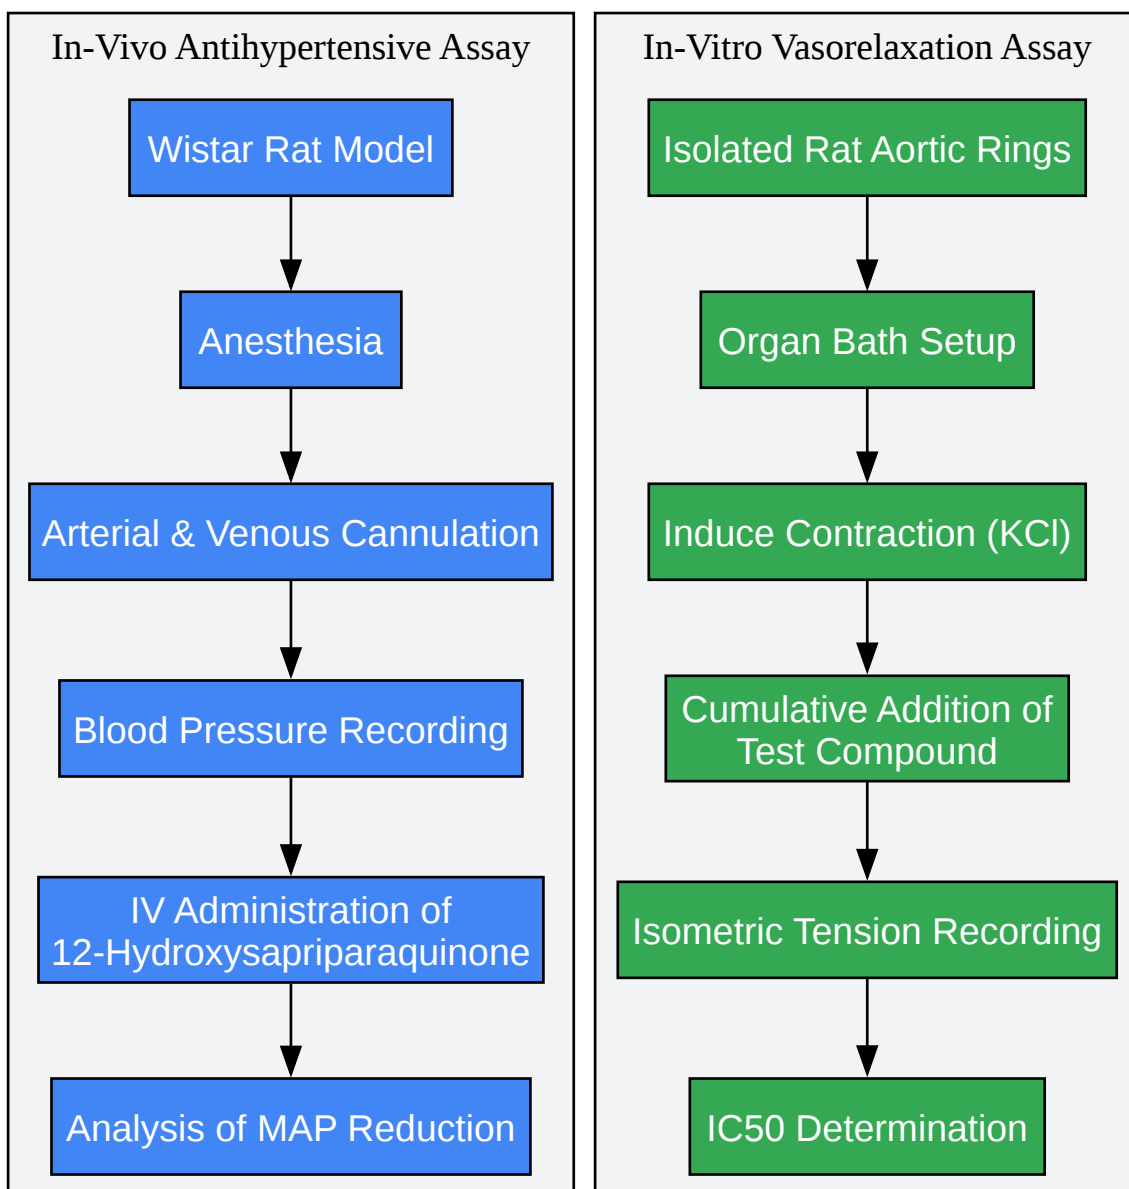 In-Vivo Antihypertensive Assay
Wistar Rat Model
Anesthesia
Arterial & Venous Cannulation
Blood Pressure Recording
IV Administration of
12-Hydroxysapriparaquinone
Analysis of MAP Reduction
In-Vitro Vasorelaxation Assay
Isolated Rat Aortic Rings
Organ Bath Setup
Induce Contraction (KCl)
Cumulative Addition of
Test Compound
Isometric Tension Recording
IC50 Determination